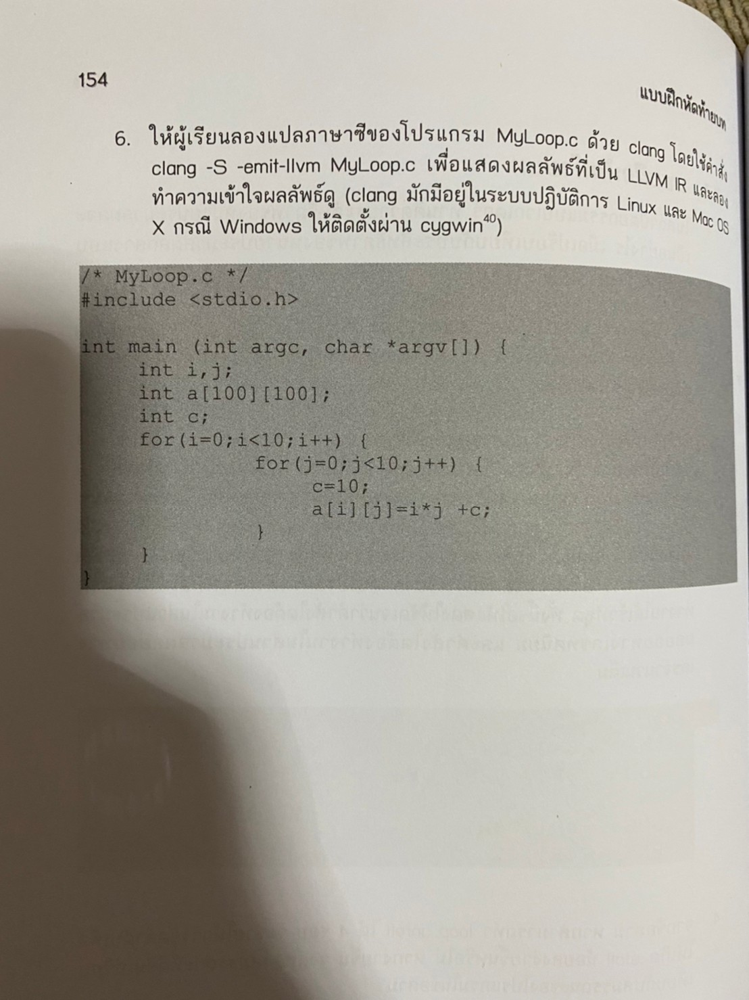 154
แบบฝึกหัดท้ายบท
6. ให้ผู้เรียนลองแปลภาษาซีของโปรแกรม MyLoop.c ด้วย clang โดยใช้คำสั่ง
clang -S -emit-llvm MyLoop.c เพื่อแสดงผลลัพธ์ที่เป็น LLVM IR และลอง
ทำความเข้าใจผลลัพธ์ดู (clang มักมีอยู่ในระบบปฏิบัติการ Linux และ Mac OS
X กรณี Windows ให้ติดตั้งผ่าน cygwin40)
/* MyLoop.c */
#include <stdio.h>
int main (int argc, char *argv[]) {
int i,j;
int a[100][100];
int c;
for(i=0;i<10;i++) {
for(j=0;j<10;j++) {
c=10;
a[i][j]=i*j +c;
}
}
}